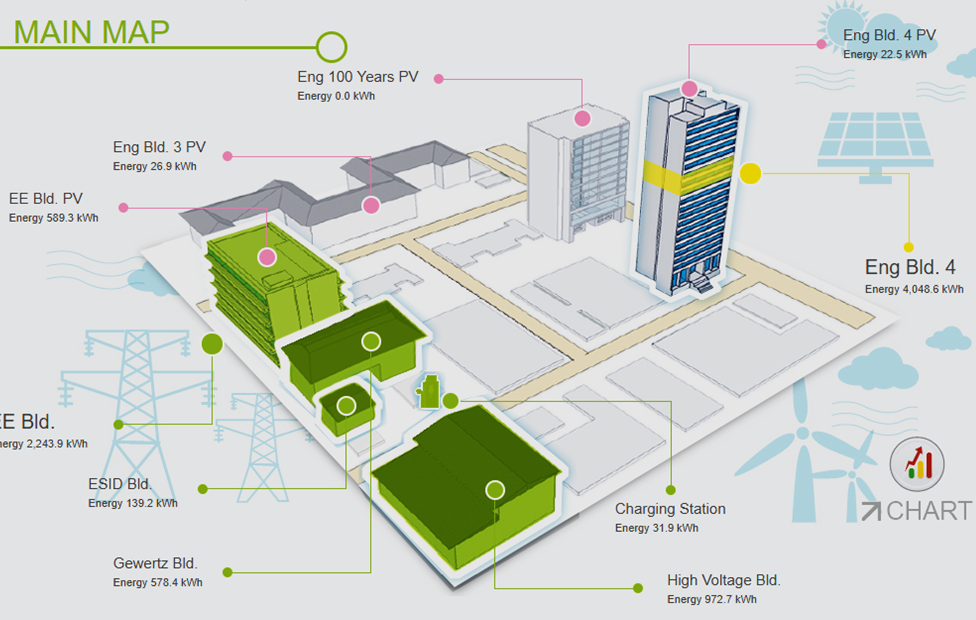 MAIN MAP
Eng Bld. 4 PV
Energy 22.5 kWh
Eng 100 Years PV
Energy 0.0 kWh
Eng Bld. 3 PV
Energy 26.9 kWh
EE Bld. PV
Energy 589.3 kWh
Eng Bld. 4
Energy 4,048.6 kWh
EE Bld.
nergy 2,243.9 kWh
ESID Bld.
Energy 139.2 kWh
Charging Station
Energy 31.9 kWh
CHART
Gewertz Bld.
Energy 578.4 kWh
High Voltage Bld.
Energy 972.7 kWh